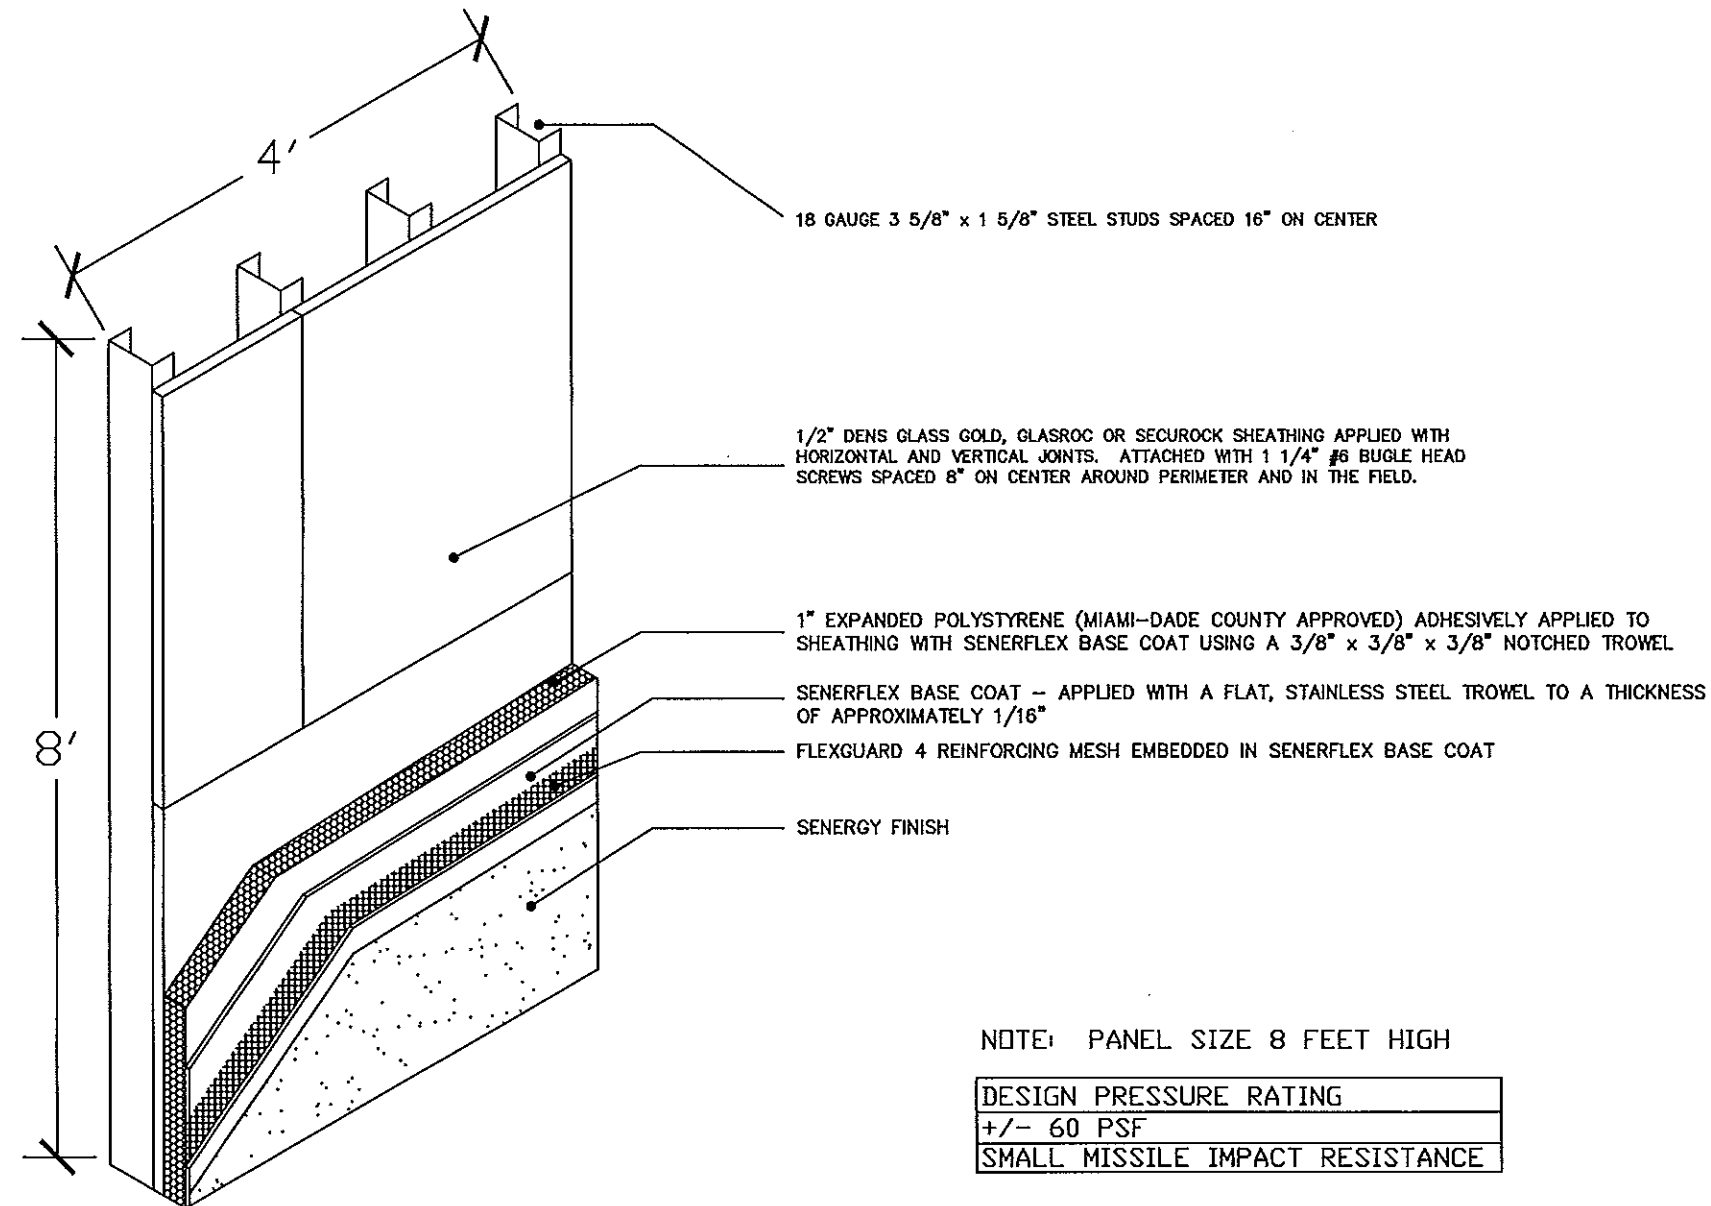 4'
18 GAUGE 3 5/8" x 1 5/8" STEEL STUDS SPACED 16" ON CENTER
1/2" DENS GLASS GOLD, GLASROC OR SECUROCK SHEATHING APPLIED WITH
HORIZONTAL AND VERTICAL JOINTS. ATTACHED WITH 1 1/4" #6 BUGLE HEAD
SCREWS SPACED 8" ON CENTER AROUND PERIMETER AND IN THE FIELD.
1" EXPANDED POLYSTYRENE (MIAMI-DADE COUNTY APPROVED) ADHESIVELY APPLIED TO
SHEATHING WITH SENERFLEX BASE COAT USING A 3/8" x 3/8" x 3/8" NOTCHED TROWEL
SENERFLEX BASE COAT - APPLIED WITH A FLAT, STAINLESS STEEL TROWEL TO A THICKNESS
OF APPROXIMATELY 1/16"
8'
FLEXGUARD 4 REINFORCING MESH EMBEDDED IN SENERFLEX BASE COAT
SENERGY FINISH
NOTE: PANEL SIZE 8 FEET HIGH
DESIGN PRESSURE RATING
+/- 60 PSF
SMALL MISSILE IMPACT RESISTANCE